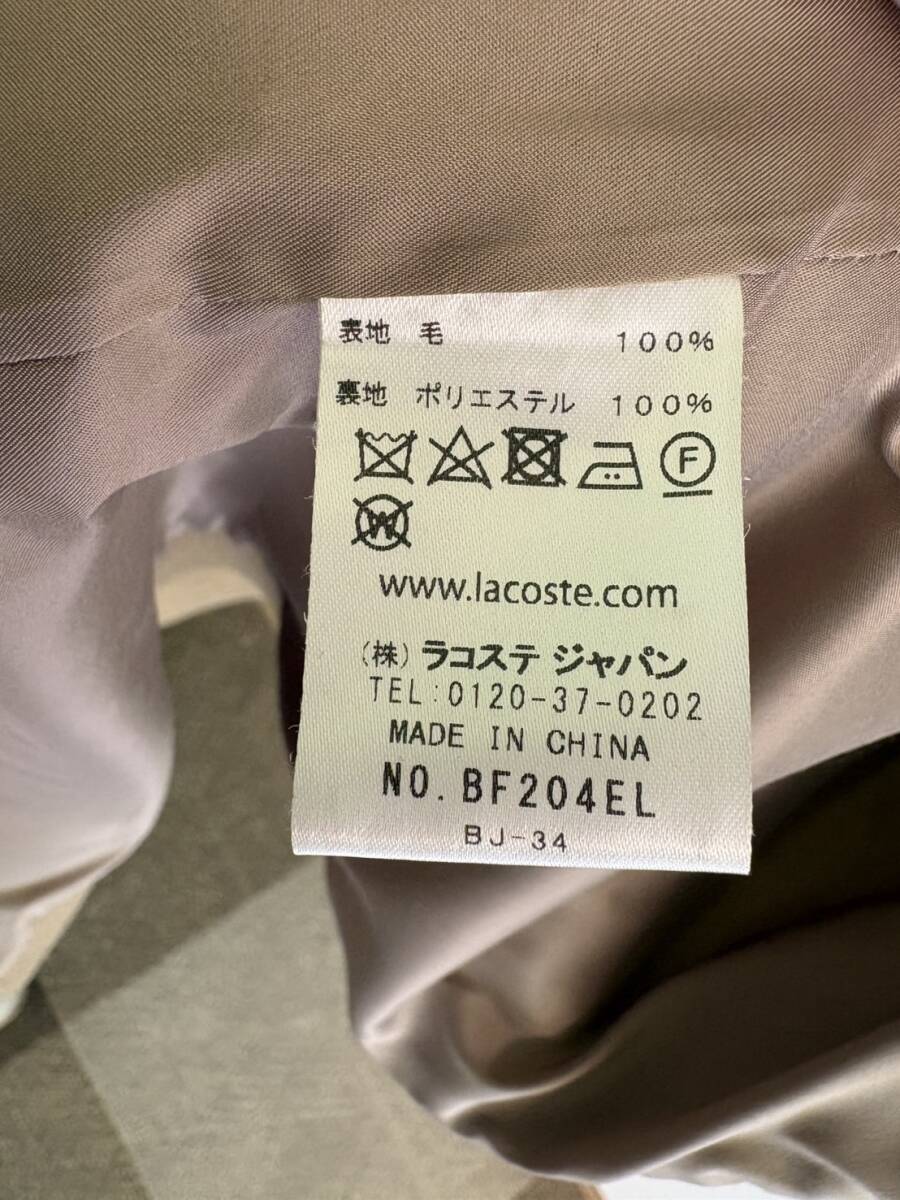 表地 毛 100%
裏地 ポリエステル 100%
F
W
www.lacoste.com
(株)ラコステ ジャパン
TEL:0120-37-0202
MADE IN CHINA
NO. BF204EL
BJ-34